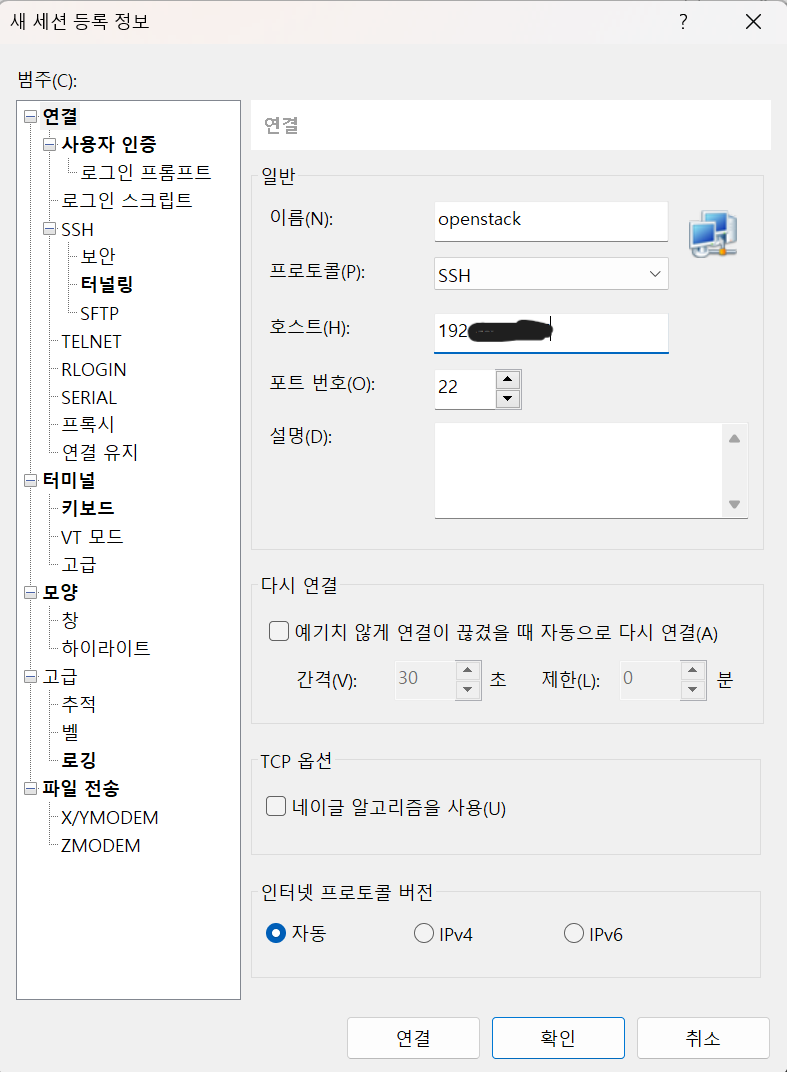 새 세션 등록 정보
?
범주(C):
연결
사용자 인증
로그인 프롬프트
로그인 스크립트
SSH
보안
터널링
SFTP
TELNET
RLOGIN
SERIAL
프록시
연결 유지
터미널
키보드
VT 모드
고급
모양
창
하이라이트
고급
추적
벨
로깅
파일 전송
X/YMODEM
ZMODEM
연결
일반
이름(N): openstack
프로토콜(P): SSH
호스트(H): 192
포트 번호(O): 22
설명(D):
다시 연결
예기치 않게 연결이 끊겼을 때 자동으로 다시 연결(A)
간격(V): 30 초 제한(L): 0 분
TCP 옵션
네이글 알고리즘을 사용(U)
인터넷 프로토콜 버전
자동 IPv4 IPv6
연결 확인 취소